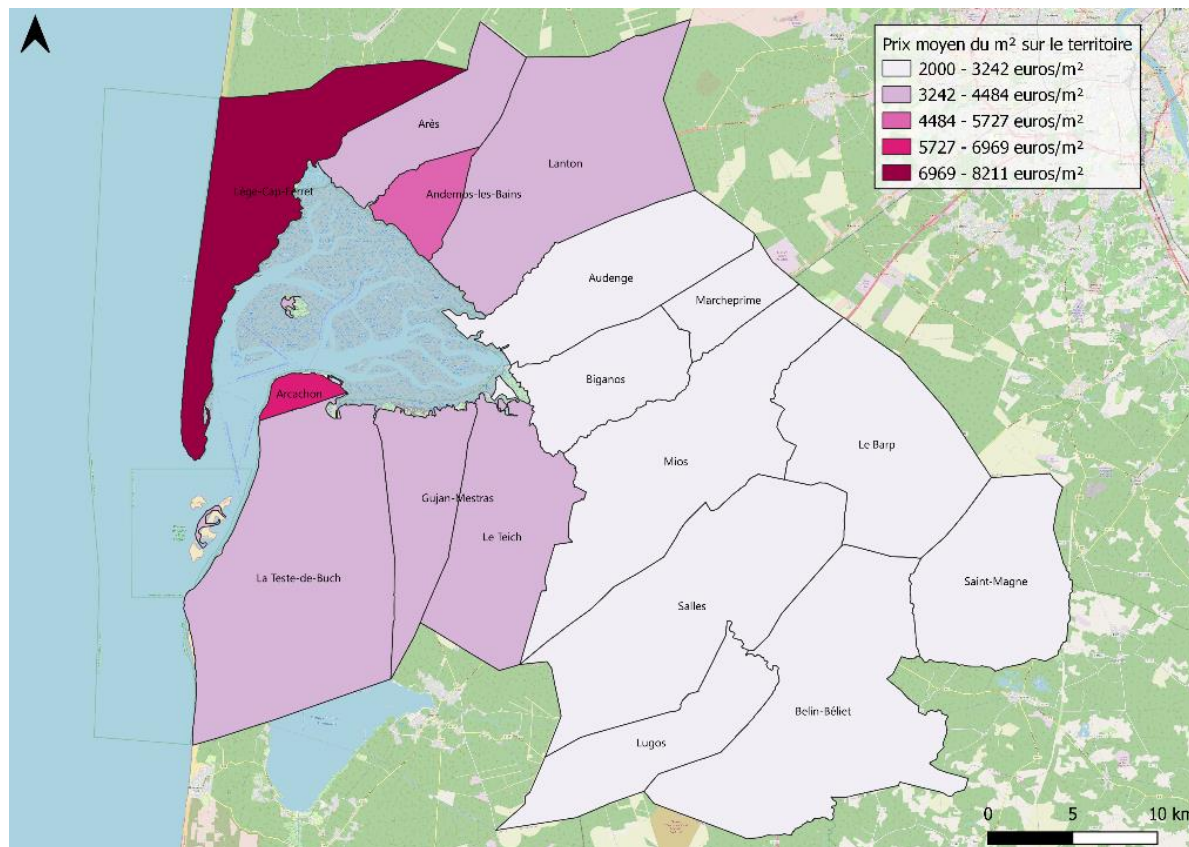 Prix moyen du m² sur le territoire
2000 - 3242 euros/m²
3242 - 4484 euros/m²
4484 - 5727 euros/m²
5727 - 6969 euros/m²
6969 - 8211 euros/m²
Arès
Lanton
Lège-Cap-Ferret
Andernos-les-Bains
Audenge
Marcheprime
Biganos
Arcachon
Le Barp
Mios
Gujan-Mestras
Le Teich
La Teste-de-Buch
Saint-Magne
Salles
Belin-Béliet
Lugos
0 5 10 km